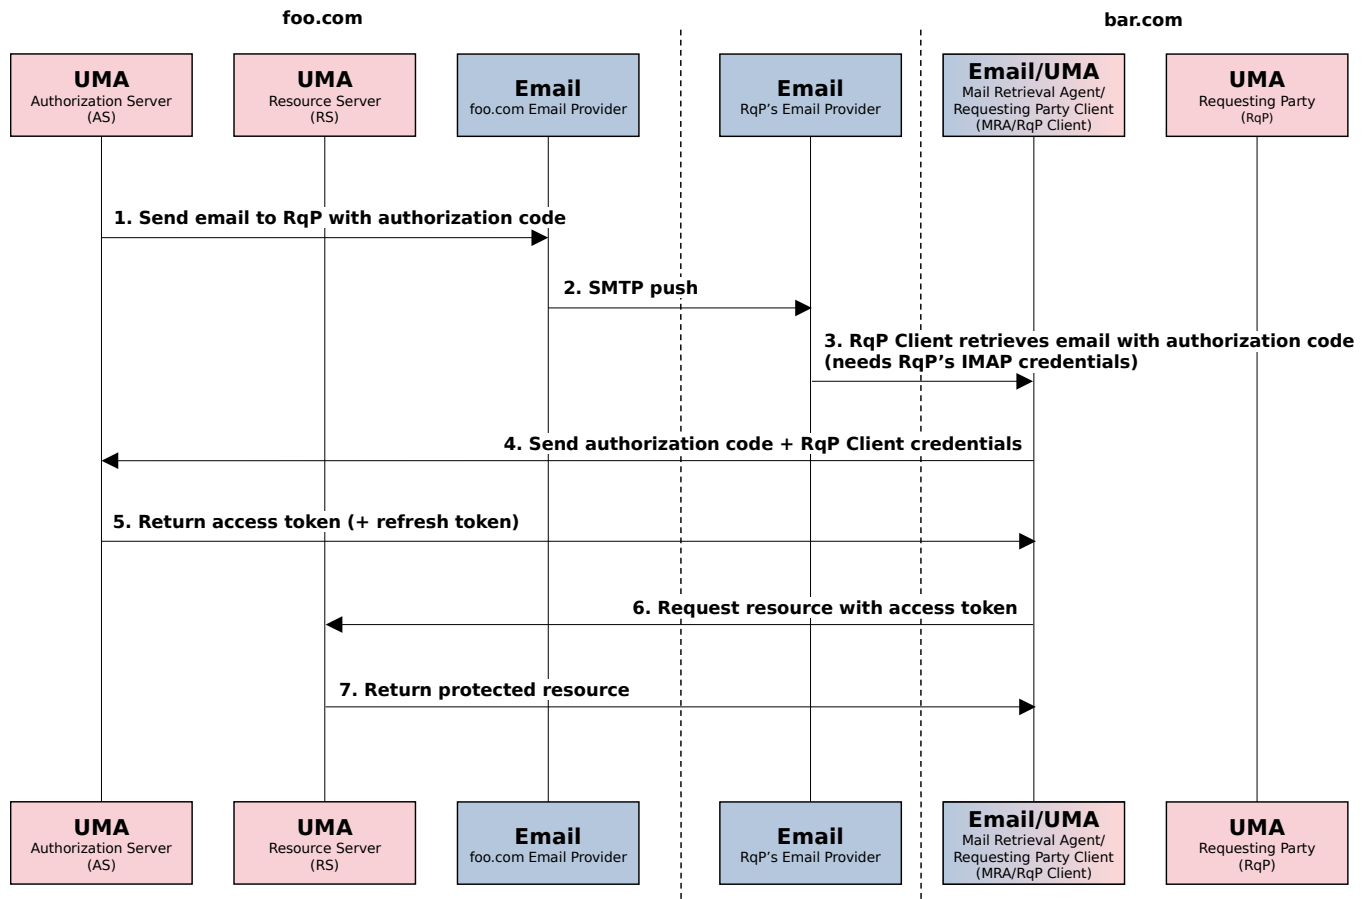 foo.com
bar.com
UMA
Authorization Server
(AS)
UMA
Resource Server
(RS)
Email
foo.com Email Provider
Email
RqP’s Email Provider
Email/UMA
Mail Retrieval Agent/
Requesting Party Client
(MRA/RqP Client)
UMA
Requesting Party
(RqP)
1. Send email to RqP with authorization code
2. SMTP push
3. RqP Client retrieves email with authorization code
(needs RqP’s IMAP credentials)
4. Send authorization code + RqP Client credentials
5. Return access token (+ refresh token)
6. Request resource with access token
7. Return protected resource
UMA
Authorization Server
(AS)
UMA
Resource Server
(RS)
Email
foo.com Email Provider
Email
RqP’s Email Provider
Email/UMA
Mail Retrieval Agent/
Requesting Party Client
(MRA/RqP Client)
UMA
Requesting Party
(RqP)